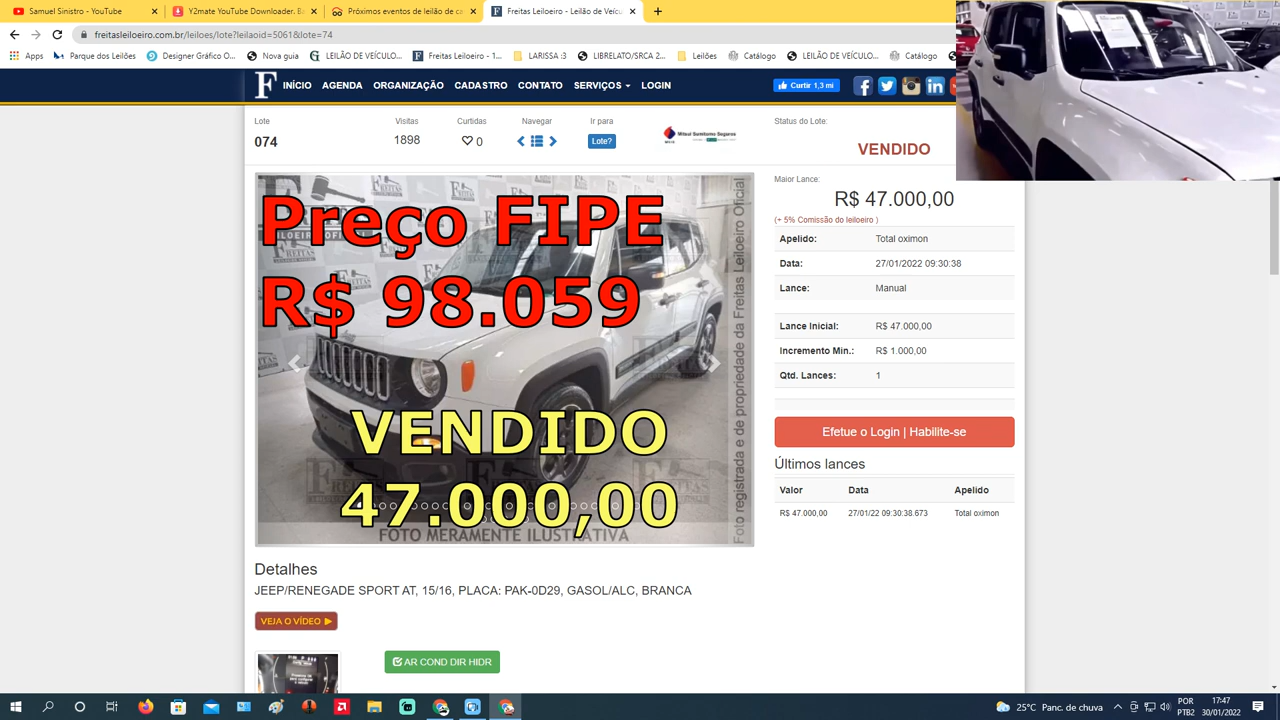 Samuel Sinistro - YouTube
Y2mate YouTube Downloader. B
Próximos eventos de leilão de ca
Freitas Leiloeiro - Leilão de Veícu
freitasleiloeiro.com.br/leiloes/lote?leilaoid=5061&lote=74
Apps
Parque dos Leilões
Designer Gráfico O...
Nova guia
LEILÃO DE VEÍCULO...
Freitas Leiloeiro - 1...
LARISSA :3
LIBRELATO/SRCA 2...
Leilões
Catálogo
LEILÃO DE VEÍCULO...
Catálogo
F
INÍCIO
AGENDA
ORGANIZAÇÃO
CADASTRO
CONTATO
SERVIÇOS
LOGIN
Curtir 1,3 mi
Lote
074
Visitas
1898
Curtidas
0
Navegar
Ir para
Lote?
Mitsui Sumitomo Seguros
Status do Lote:
VENDIDO
Maior Lance:
R$ 47.000,00
(+ 5% Comissão do leiloeiro )
Apelido: Total oximon
Data: 27/01/2022 09:30:38
Lance: Manual
Lance Inicial: R$ 47.000,00
Incremento Min.: R$ 1.000,00
Qtd. Lances: 1
Efetue o Login | Habilite-se
Últimos lances
Valor Data Apelido
R$ 47.000,00 27/01/22 09:30:38.673 Total oximon
Preço FIPE
R$ 98.059
VENDIDO
47.000,00
FOTO MERAMENTE ILUSTRATIVA
Foto registrada e de propriedade da Freitas Leiloeiro Oficial
Detalhes
JEEP/RENEGADE SPORT AT, 15/16, PLACA: PAK-0D29, GASOL/ALC, BRANCA
VEJA O VÍDEO
AR COND DIR HIDR
25°C Panc. de chuva
POR
PTB2
17:47
30/01/2022